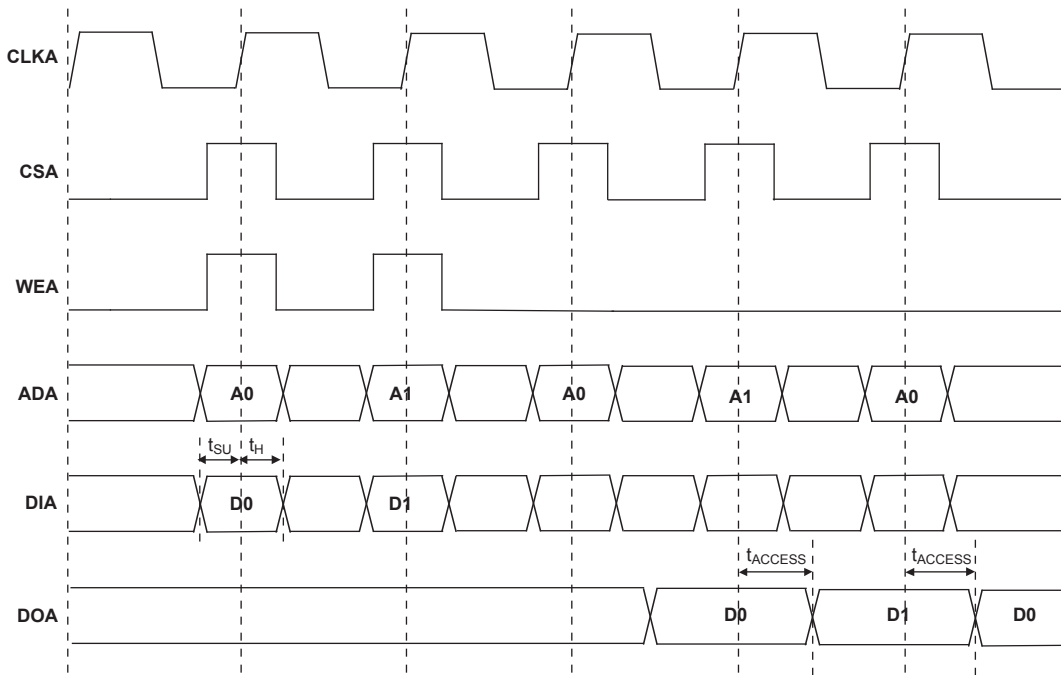 CLKA
CSA
WEA
ADA A0 A1 A0 A1 A0
tSU tH
DIA D0 D1
tACCESS tACCESS
DOA D0 D1 D0